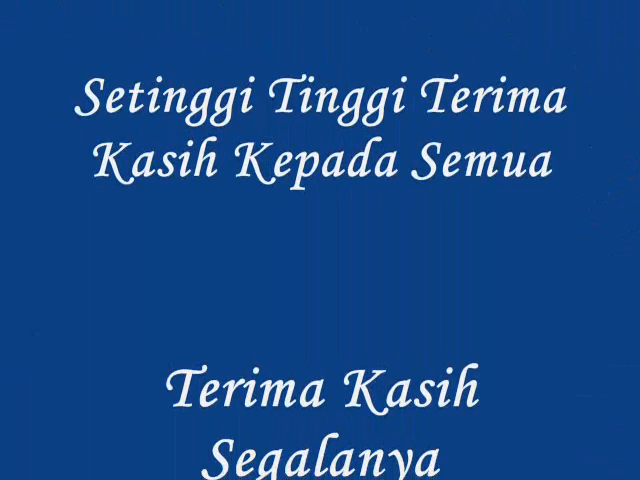 Setinggi Tinggi Terima
Kasih Kepada Semua
Terima Kasih
Segalanya